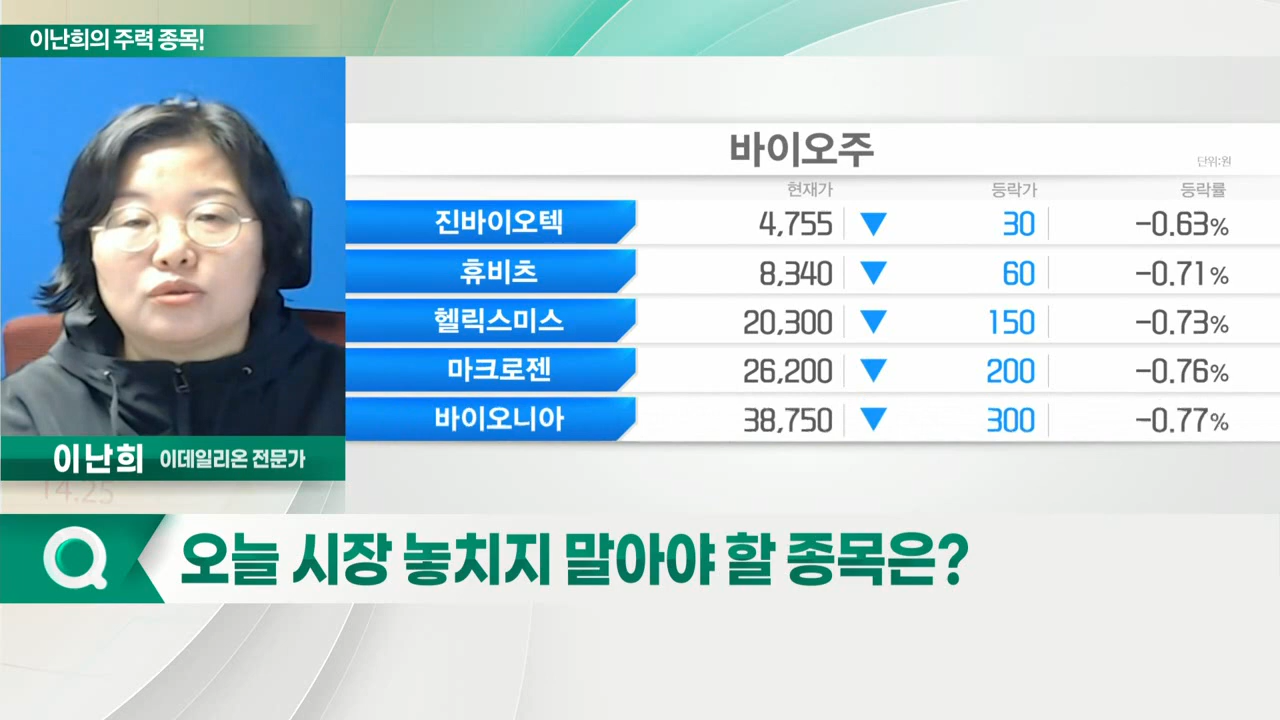 이난희의 주력 종목!
바이오주
단위:원
현재가 등락가 등락률
진바이오텍 4,755 ▼ 30 -0.63%
휴비츠 8,340 ▼ 60 -0.71%
헬릭스미스 20,300 ▼ 150 -0.73%
마크로젠 26,200 ▼ 200 -0.76%
바이오니아 38,750 ▼ 300 -0.77%
이난희 이데일리온 전문가
14.25
Q 오늘 시장 놓치지 말아야 할 종목은?